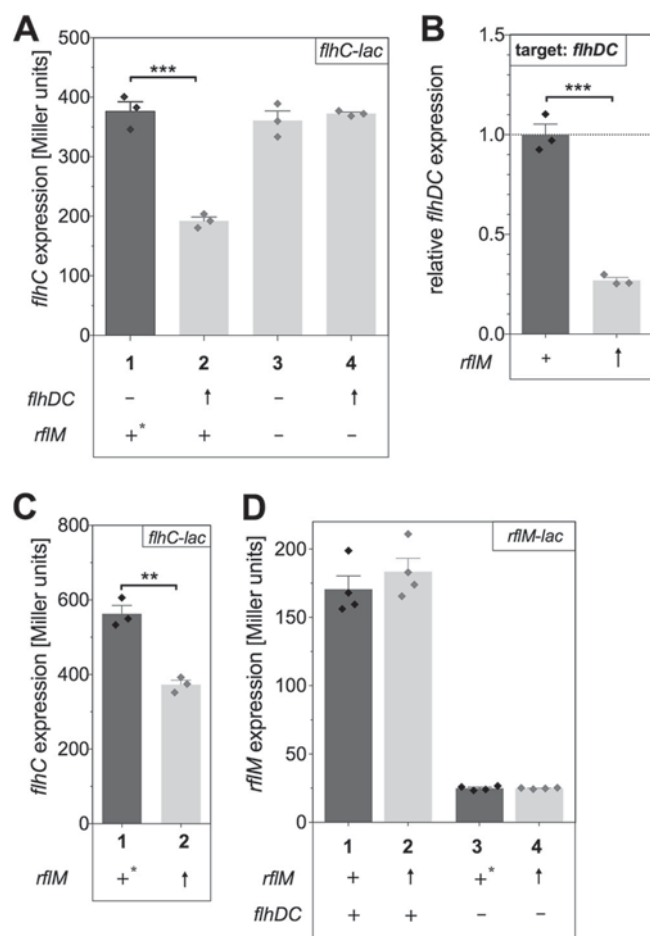 A
flhC-lac
flhC expression [Miller units]
500
400
300
200
100
0
***
1 2 3 4
flhDC − ↑ − ↑
rflM +* + − −
B
target: flhDC
relative flhDC expression
1.5
1.0
0.5
0.0
***
rflM + ↑
C
flhC-lac
flhC expression [Miller units]
800
600
400
200
400
0
**
1 2
rflM +* ↑
D
rflM-lac
rflM expression [Miller units]
200
150
100
50
0
1 2 3 4
rflM + ↑ +* ↑
flhDC + + − −